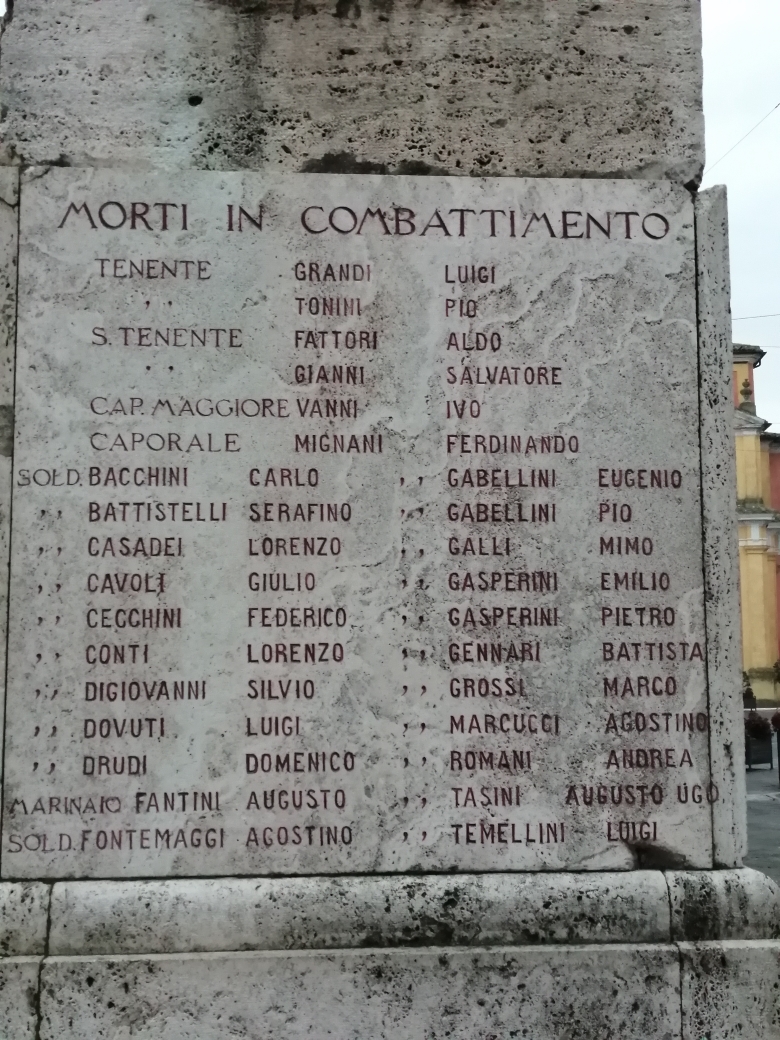 MORTI IN COMBATTIMENTO
TENENTE GRANDI LUIGI
,, TONINI PIO
S. TENENTE FATTORI ALDO
,, GIANNI SALVATORE
CAP. MAGGIORE VANNI IVO
CAPORALE MIGNANI FERDINANDO
SOLD. BACCHINI CARLO ,, GABELLINI EUGENIO
,, BATTISTELLI SERAFINO ,, GABELLINI PIO
,, CASADEI LORENZO ,, GALLI MIMO
,, CAVOLI GIULIO ,, GASPERINI EMILIO
,, CECCHINI FEDERICO ,, GASPERINI PIETRO
,, CONTI LORENZO ,, GENNARI BATTISTA
,, DIGIOVANNI SILVIO ,, GROSSI MARCO
,, DOVUTI LUIGI ,, MARCUCCI AGOSTINO
,, DRUDI DOMENICO ,, ROMANI ANDREA
MARINAIO FANTINI AUGUSTO ,, TASINI AUGUSTO UGO
SOLD. FONTEMAGGI AGOSTINO ,, TEMELLINI LUIGI